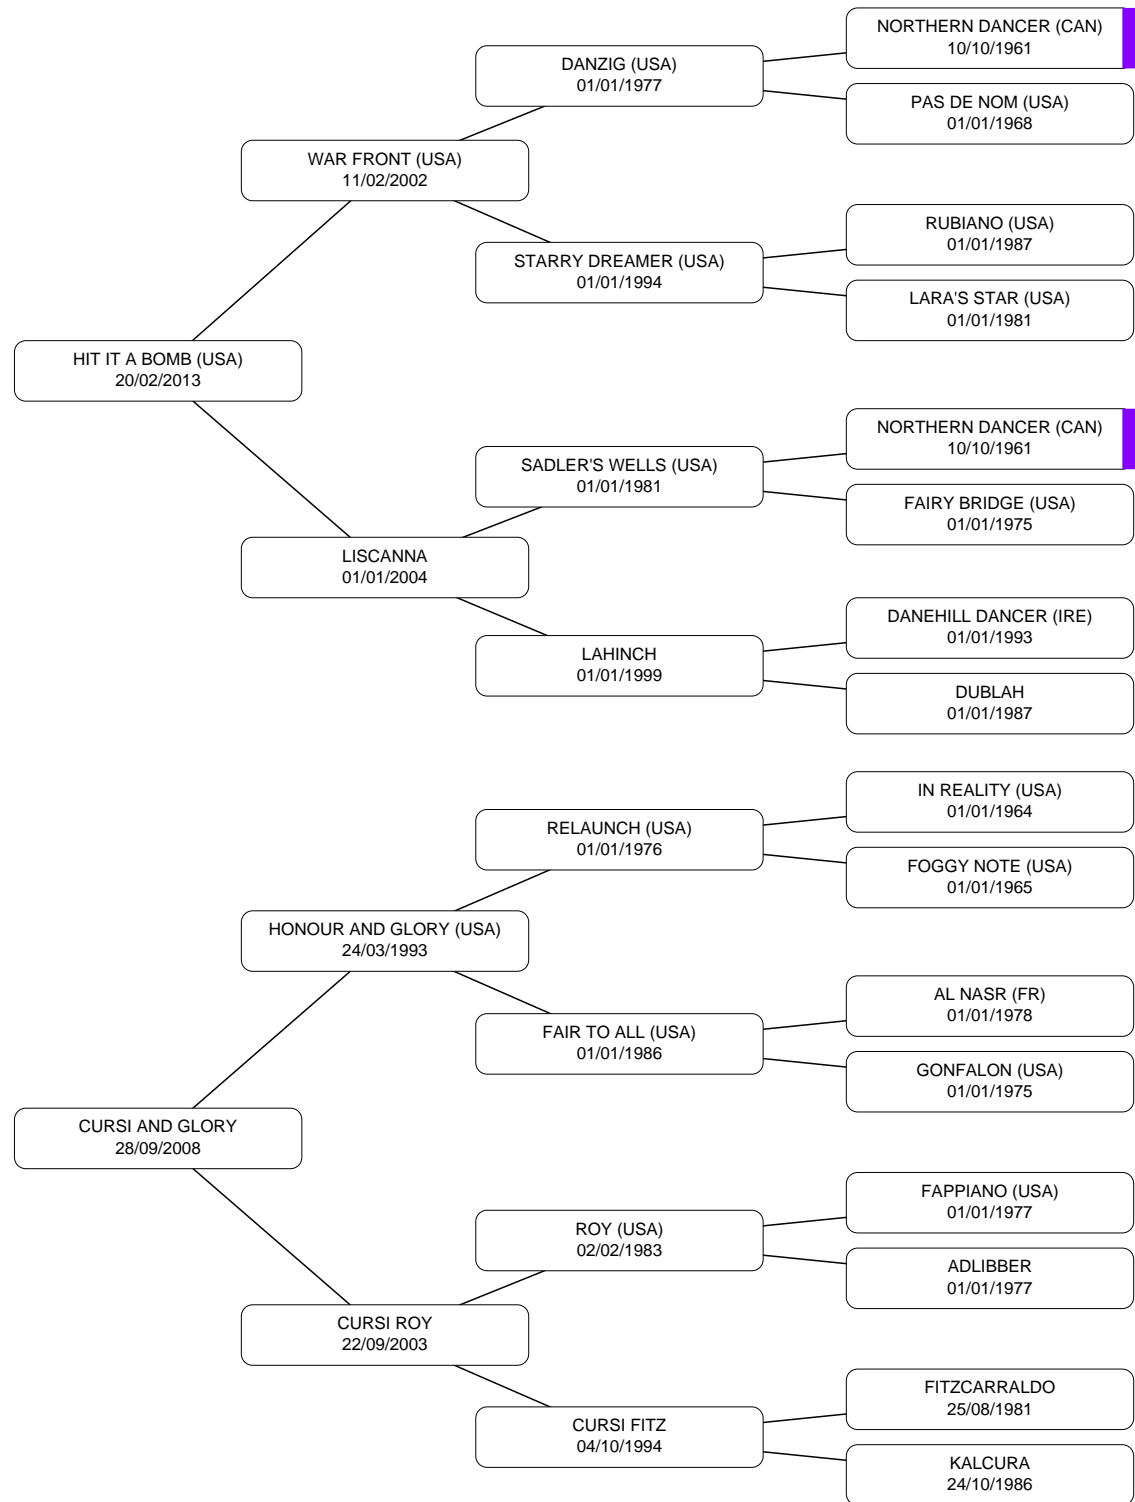 NORTHERN DANCER (CAN)
10/10/1961
DANZIG (USA)
01/01/1977
PAS DE NOM (USA)
01/01/1968
WAR FRONT (USA)
11/02/2002
RUBIANO (USA)
01/01/1987
STARRY DREAMER (USA)
01/01/1994
LARA'S STAR (USA)
01/01/1981
HIT IT A BOMB (USA)
20/02/2013
NORTHERN DANCER (CAN)
10/10/1961
SADLER'S WELLS (USA)
01/01/1981
FAIRY BRIDGE (USA)
01/01/1975
LISCANNA
01/01/2004
DANEHILL DANCER (IRE)
01/01/1993
LAHINCH
01/01/1999
DUBLAH
01/01/1987
IN REALITY (USA)
01/01/1964
RELAUNCH (USA)
01/01/1976
FOGGY NOTE (USA)
01/01/1965
HONOUR AND GLORY (USA)
24/03/1993
AL NASR (FR)
01/01/1978
FAIR TO ALL (USA)
01/01/1986
GONFALON (USA)
01/01/1975
CURSI AND GLORY
28/09/2008
FAPPIANO (USA)
01/01/1977
ROY (USA)
02/02/1983
ADLIBBER
01/01/1977
CURSI ROY
22/09/2003
FITZCARRALDO
25/08/1981
CURSI FITZ
04/10/1994
KALCURA
24/10/1986